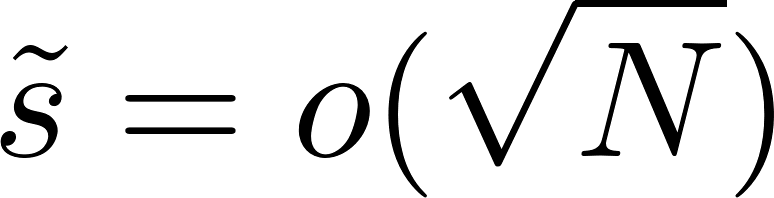 s̃ = o(√N)